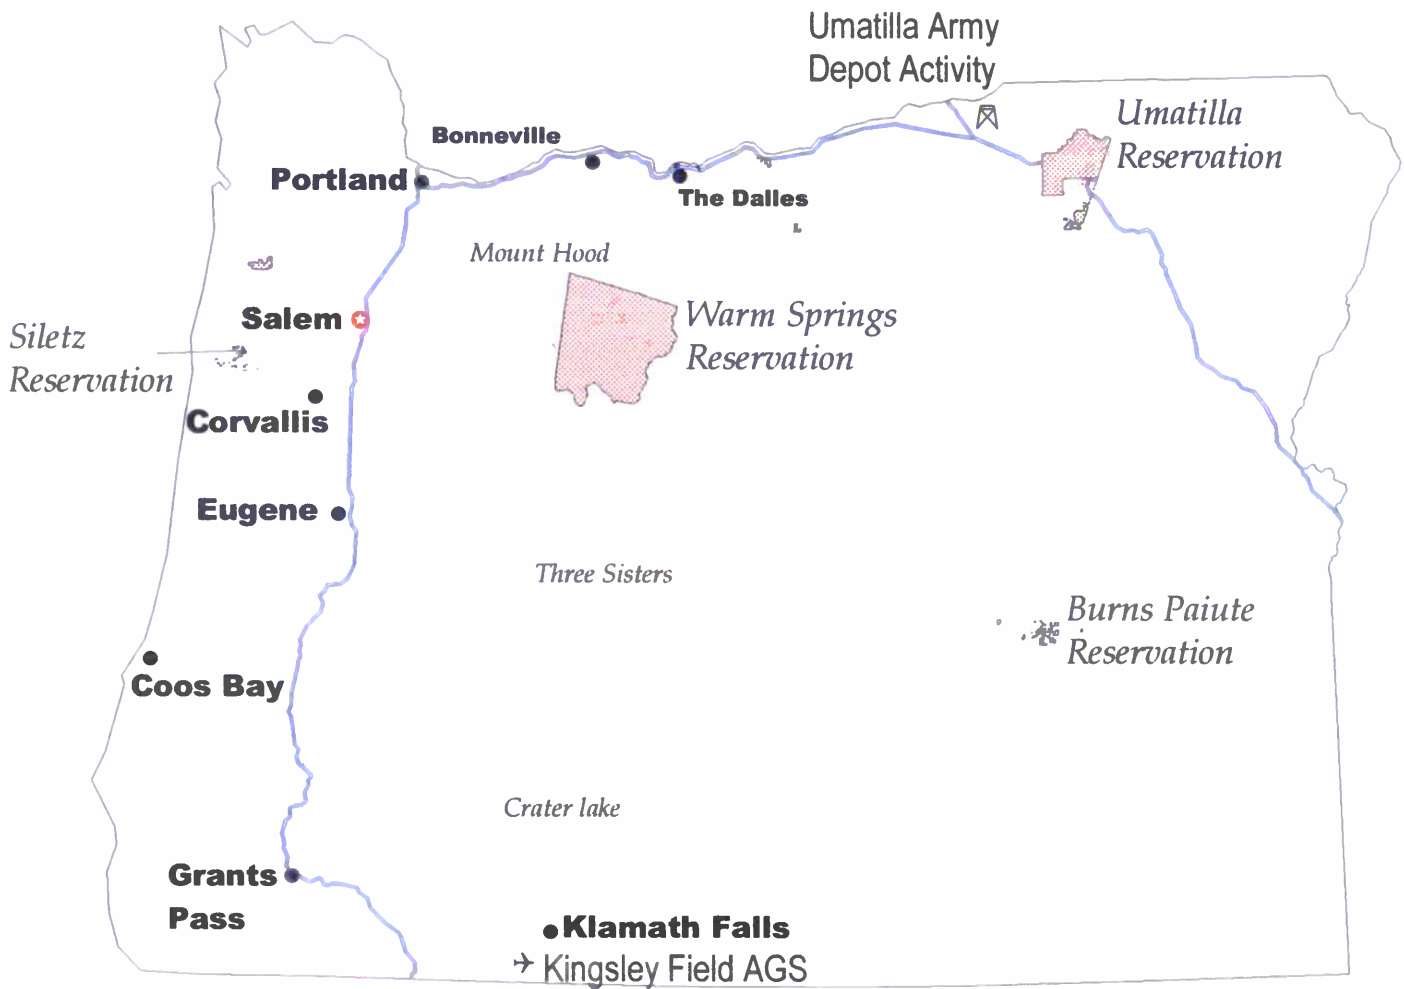 Umatilla Army
Depot Activity
Umatilla
Reservation
Bonneville
Portland
The Dalles
Mount Hood
Salem
Warm Springs
Reservation
Siletz
Reservation
Corvallis
Eugene
Three Sisters
Burns Paiute
Reservation
Coos Bay
Crater lake
Grants
Pass
Klamath Falls
Kingsley Field AGS